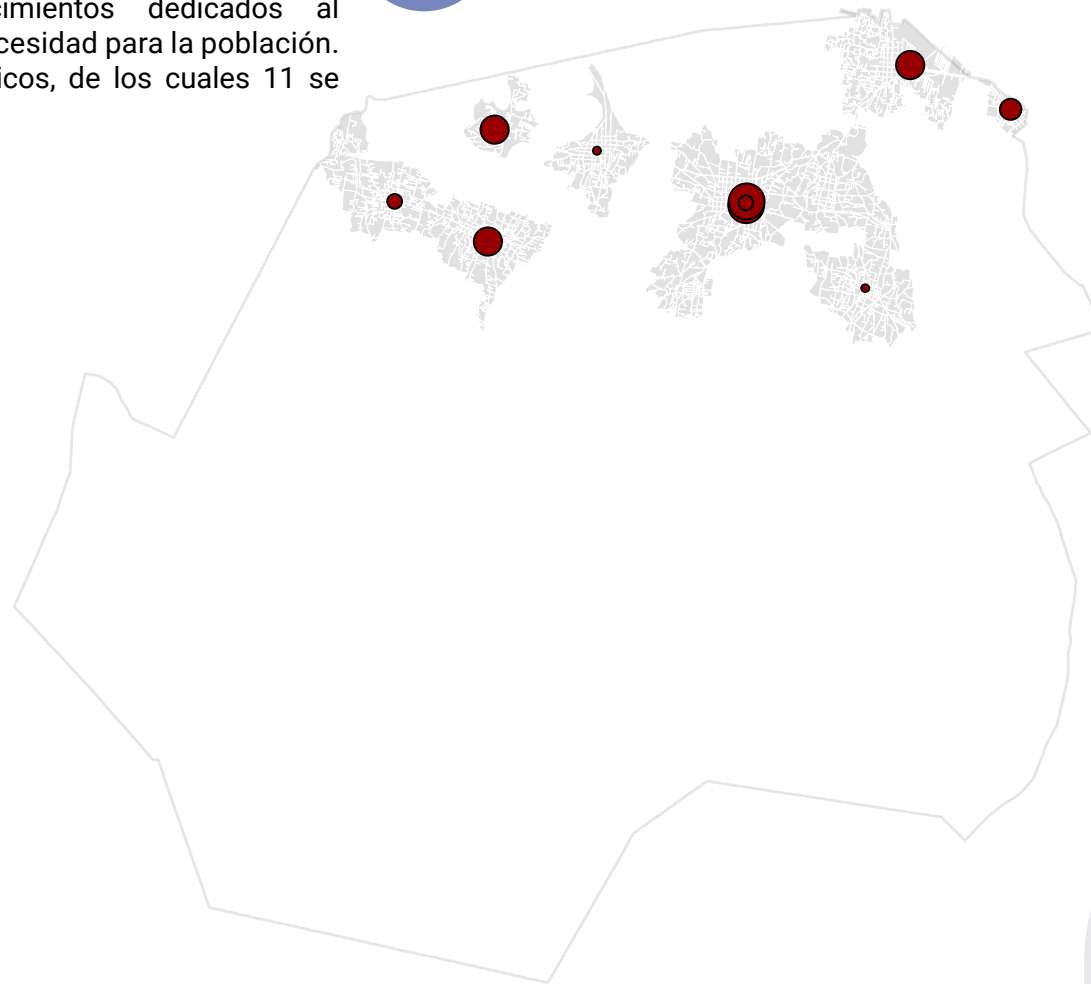 cimientos dedicados al
cesidad para la población.
icos, de los cuales 11 se